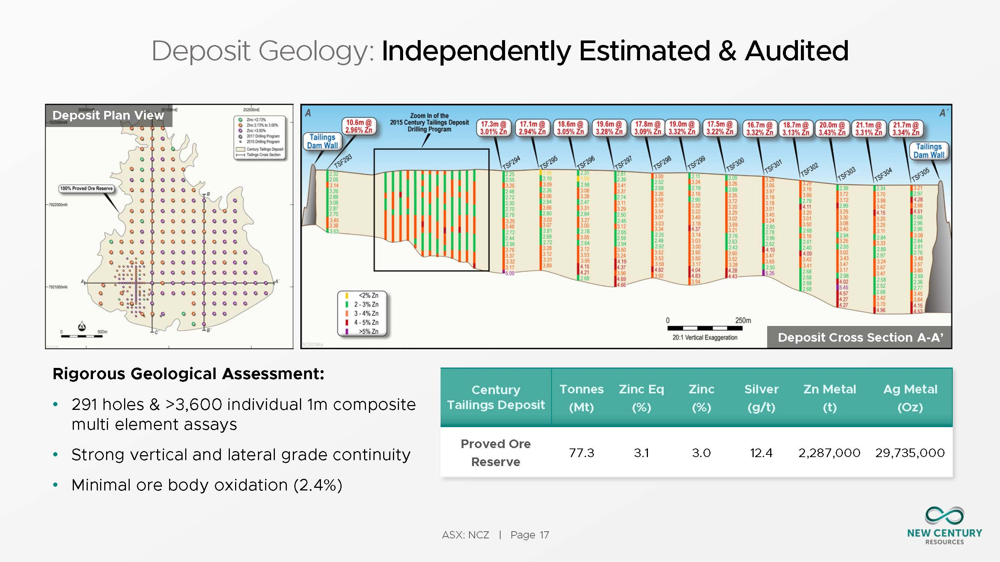 Deposit Geology: Independently Estimated & Audited
Deposit Plan View
250000mE
251000mE
252000mE
7923000mN
7922000mN
7921000mN
Zinc <2.73%
Zinc 2.73% to 3.00%
Zinc >3.00%
2017 Drilling Program
2015 Drilling Program
Century Tailings Deposit
Tailings Cross Section
100% Proved Ore Reserve
B
A
A´
C´
B´
N
0
500m
A
A´
Zoom In of the
2015 Century Tailings Deposit
Drilling Program
Tailings
Dam Wall
10.6m @
2.96% Zn
17.3m @
3.01% Zn
17.1m @
2.94% Zn
18.6m @
3.05% Zn
19.6m @
3.28% Zn
17.8m @
3.09% Zn
19.0m @
3.32% Zn
17.5m @
3.22% Zn
16.7m @
3.32% Zn
18.7m @
3.13% Zn
20.0m @
3.43% Zn
21.1m @
3.31% Zn
21.7m @
3.34% Zn
Tailings
Dam Wall
TSF293
2.32
2.05
3.14
3.26
2.88
3.08
2.87
2.70
3.45
3.38
3.53
TSF294
2.25
2.55
3.26
2.48
2.72
2.30
2.70
2.79
3.25
3.48
2.72
2.44
2.96
3.76
3.37
3.32
3.17
5.09
TSF295
1.95
2.10
3.09
2.36
3.06
2.84
3.86
2.80
3.02
3.07
2.81
2.69
2.72
3.28
3.12
3.31
3.89
TSF296
2.31
1.99
2.58
3.08
3.28
2.47
3.31
2.84
3.27
3.00
2.78
3.05
2.64
3.12
3.53
3.56
4.15
4.21
2.68
TSF297
2.81
2.39
3.41
3.37
2.74
3.11
3.29
2.50
2.45
3.12
2.65
2.59
2.94
3.50
3.24
4.19
4.37
3.96
4.69
4.66
TSF298
3.00
2.52
2.68
3.26
3.06
3.17
3.54
3.07
3.03
3.34
2.25
2.48
2.92
3.52
3.53
3.58
4.82
3.92
TSF299
2.11
3.24
2.19
3.16
2.90
3.32
3.22
3.49
3.18
4.37
3.14
3.03
3.00
3.90
3.50
3.17
4.04
4.83
3.94
TSF300
2.09
3.26
2.69
3.35
3.72
3.20
3.29
3.02
3.69
3.21
2.76
2.63
2.43
3.60
3.52
3.28
4.28
4.43
TSF301
3.28
3.06
3.97
3.18
3.18
3.01
3.45
3.24
2.90
2.78
2.96
2.62
4.10
3.47
3.65
2.50
5.26
TSF302
3.29
3.19
3.66
2.79
4.11
3.20
3.01
3.50
2.68
3.16
2.61
2.40
4.09
3.42
3.41
2.68
2.68
2.68
2.68
TSF303
2.39
3.72
3.12
2.89
3.29
3.30
3.08
3.40
2.94
3.25
2.55
3.02
3.43
3.47
3.17
2.98
4.02
5.45
4.57
4.27
4.27
TSF304
2.34
3.70
3.98
3.42
4.15
3.20
3.25
3.11
2.84
3.33
2.89
2.97
3.24
3.67
3.47
2.58
2.52
2.68
3.42
3.70
4.96
TSF305
3.21
2.97
4.28
3.98
4.51
2.68
2.96
2.96
3.08
2.84
2.81
2.76
3.48
3.57
3.80
2.69
2.36
2.77
3.45
3.84
4.15
4.53
<2% Zn
2 - 3% Zn
3 - 4% Zn
4 - 5% Zn
>5% Zn
0
250m
20:1 Vertical Exaggeration
Deposit Cross Section A-A’
NC0016Aa
Rigorous Geological Assessment:
• 291 holes & >3,600 individual 1m composite
multi element assays
• Strong vertical and lateral grade continuity
• Minimal ore body oxidation (2.4%)
Century
Tailings Deposit
Tonnes
(Mt)
Zinc Eq
(%)
Zinc
(%)
Silver
(g/t)
Zn Metal
(t)
Ag Metal
(Oz)
Proved Ore
Reserve
77.3
3.1
3.0
12.4
2,287,000
29,735,000
ASX: NCZ | Page 17
NEW CENTURY
RESOURCES